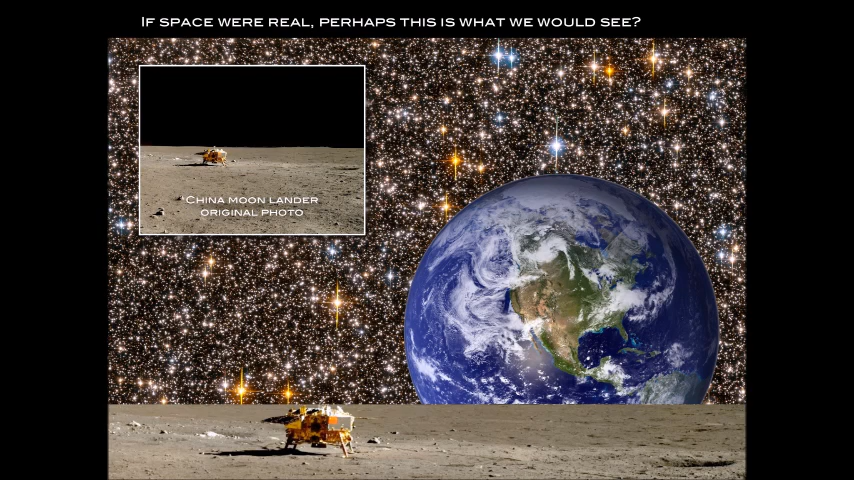 If space were real, perhaps this is what we would see?
*China moon lander
original photo